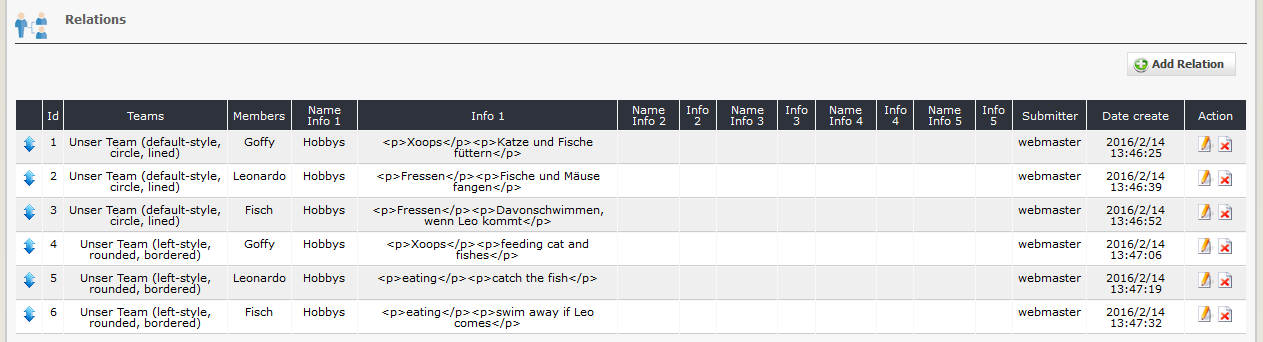 Relations
Add Relation
Id Teams Members Name Info 1 Info 1 Name Info 2 Info 2 Name Info 3 Info 3 Name Info 4 Info 4 Name Info 5 Info 5 Submitter Date create Action
1 Unser Team (default-style, circle, lined) Goffy Hobbys <p>Xoops</p><p>Katze und Fische füttern</p> webmaster 2016/2/14 13:46:25
2 Unser Team (default-style, circle, lined) Leonardo Hobbys <p>Fressen</p><p>Fische und Mäuse fangen</p> webmaster 2016/2/14 13:46:39
3 Unser Team (default-style, circle, lined) Fisch Hobbys <p>Fressen</p><p>Davonschwimmen, wenn Leo kommt</p> webmaster 2016/2/14 13:46:52
4 Unser Team (left-style, rounded, bordered) Goffy Hobbys <p>Xoops</p><p>feeding cat and fishes</p> webmaster 2016/2/14 13:47:06
5 Unser Team (left-style, rounded, bordered) Leonardo Hobbys <p>eating</p><p>catch the fish</p> webmaster 2016/2/14 13:47:19
6 Unser Team (left-style, rounded, bordered) Fisch Hobbys <p>eating</p><p>swim away if Leo comes</p> webmaster 2016/2/14 13:47:32